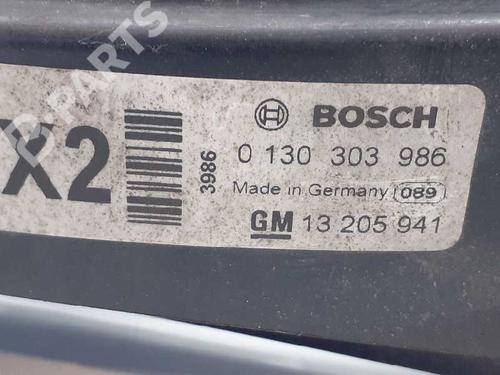 B PARTS
X2
3986
BOSCH
0 130 303 986
Made in Germany 089
GM 13 205 941